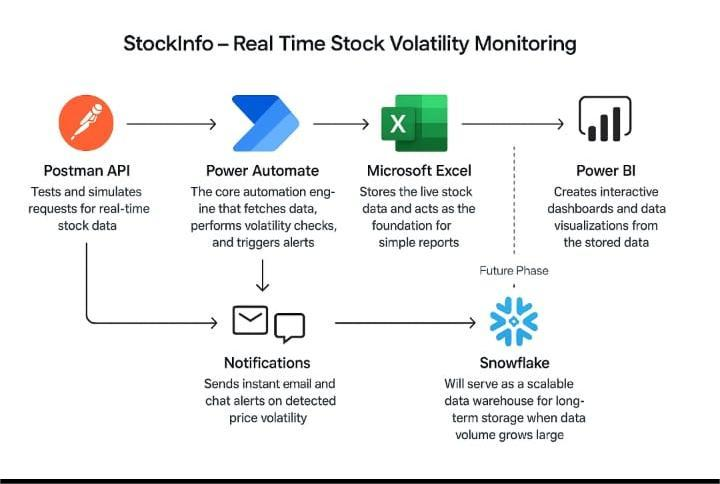 StockInfo – Real Time Stock Volatility Monitoring
X
Postman API
Tests and simulates
requests for real-time
stock data
Power Automate
The core automation eng-
ine that fetches data,
performs volatility checks,
and triggers alerts
Microsoft Excel
Stores the live stock
data and acts as the
foundation for
simple reports
Power BI
Creates interactive
dashboards and data
visualizations from
the stored data
Future Phase
Notifications
Sends instant email and
chat alerts on detected
price volatility
Snowflake
Will serve as a scalable
data warehouse for long-
term storage when data
volume grows large